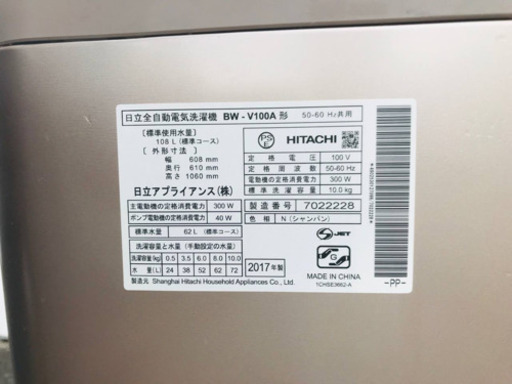 日立全自動電気洗濯機 BW-V100A 形 50-60 Hz共用
〔標準使用水量〕
108 L (標準コース)
〔外形寸法〕
幅 608 mm
奥行 610 mm
高さ 1060 mm
日立アプライアンス(株)
PSE HITACHI
定格電圧 100 V
定格周波数 50-60 Hz
電動機の定格消費電力 300 W
標準洗濯・脱水容量 10.0 kg
主電動機の定格消費電力 300 W
ポンプ電動機の定格消費電力 40 W
製造番号 7022228
色相 N (シャンパン)
標準水量 62 L (標準コース)
洗濯容量と水量 (手動設定の水量)
洗濯容量(kg) 0.5 3.5 6.0 8.0 10.0
水量(L) 24 38 52 62 72
製造元 Shanghai Hitachi Household Appliances Co., Ltd.
2017年製
S JET
G
MADE IN CHINA
1CHSE3662-A
-PP-